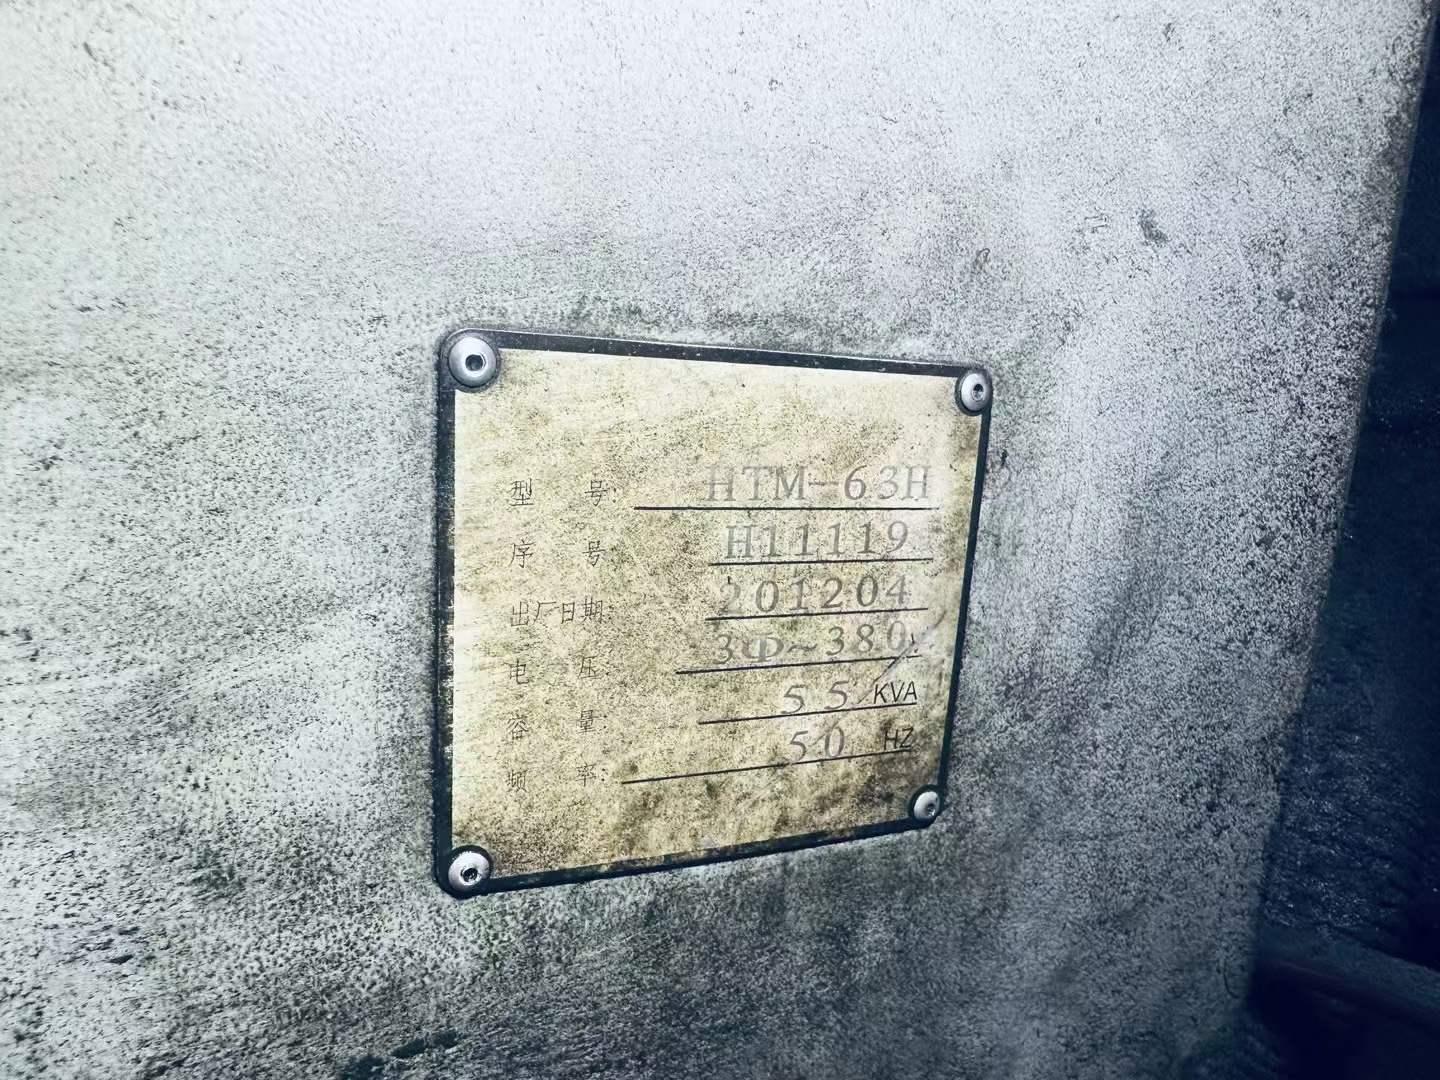 型 号: HTM-63H
序 号: H11119
出厂日期: 201204
电 压: 3Φ~380V
容 量: 55 KVA
频 率: 50 HZ